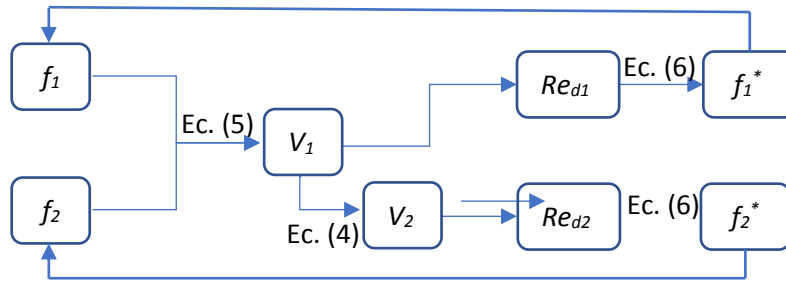 f1 Red1 Ec. (6) f1*
Ec. (5) V1
f2 V2 Red2 Ec. (6) f2*
Ec. (4)